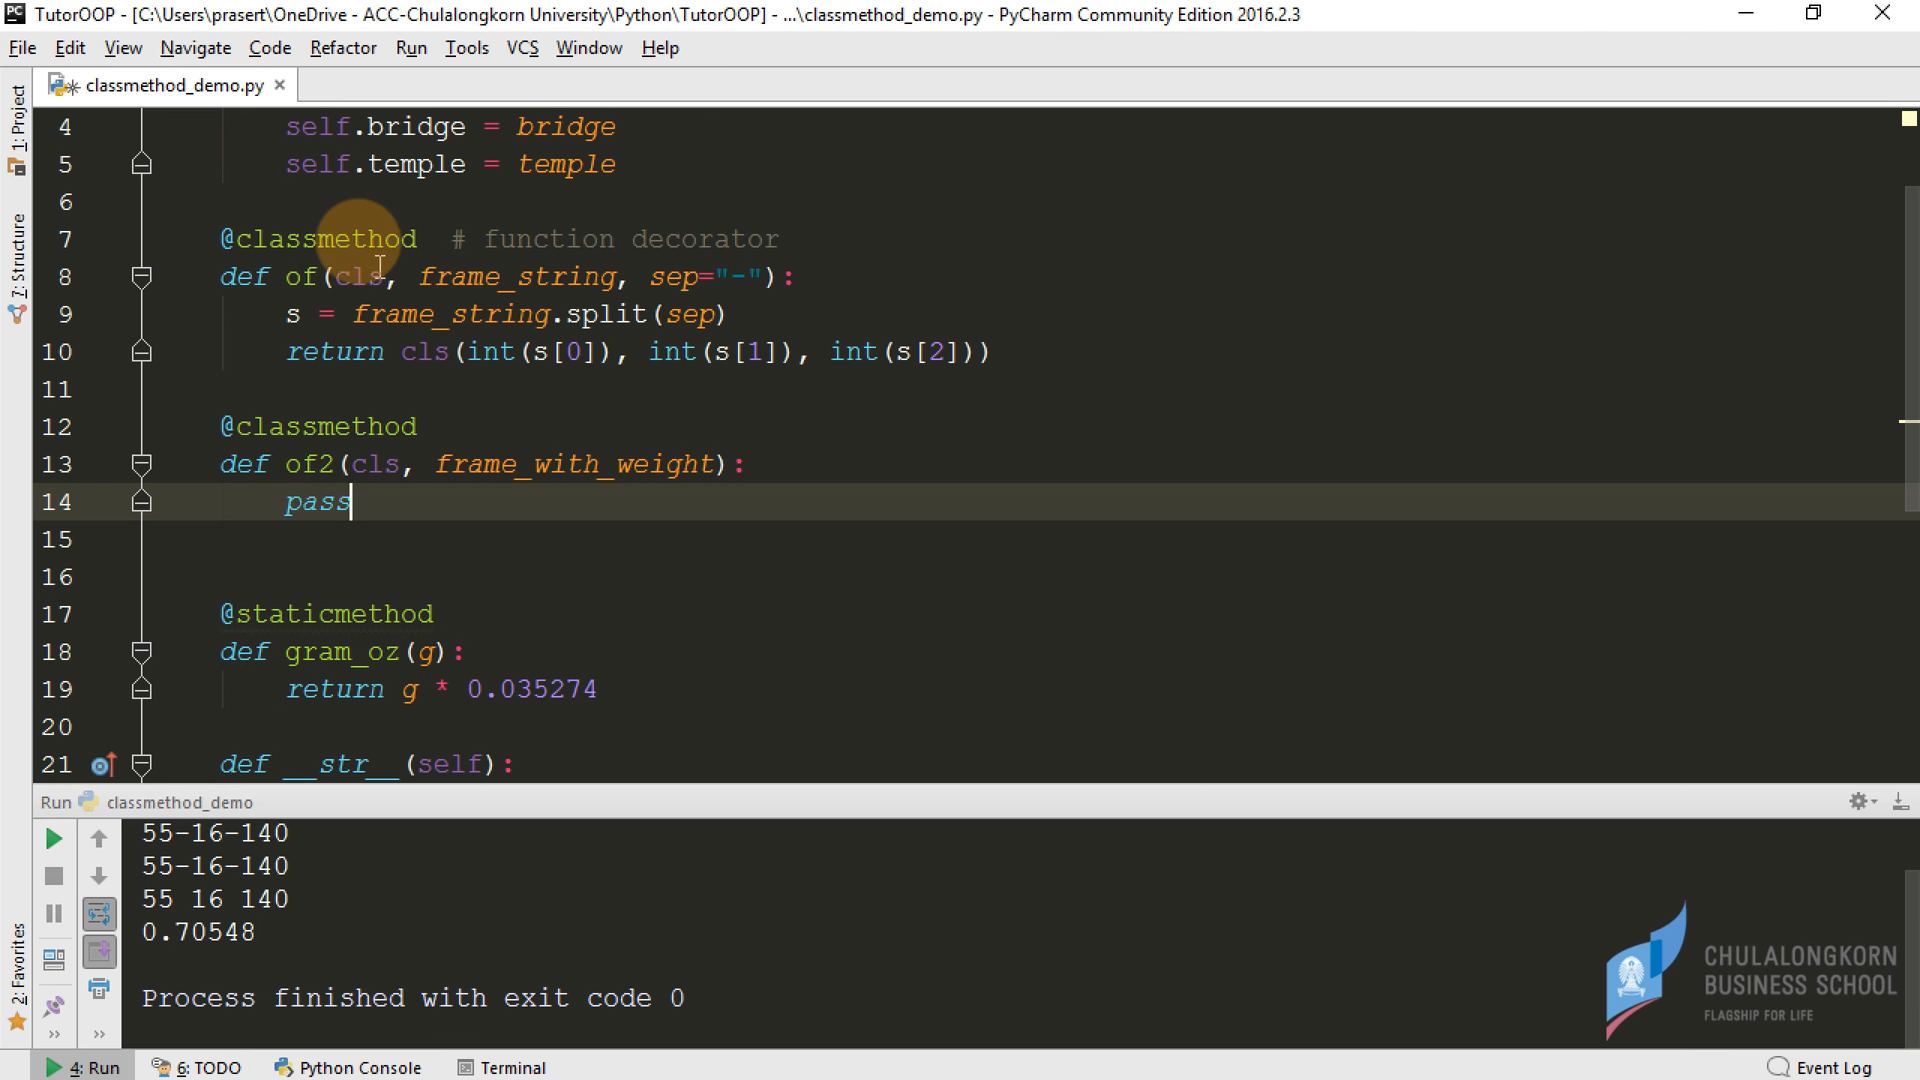 TutorOOP - [C:\Users\prasert\OneDrive - ACC-Chulalongkorn University\Python\TutorOOP] - ...\classmethod_demo.py - PyCharm Community Edition 2016.2.3
File Edit View Navigate Code Refactor Run Tools VCS Window Help
classmethod_demo.py
1: Project
7: Structure
2: Favorites
4 self.bridge = bridge
5 self.temple = temple
6
7 @classmethod # function decorator
8 def of(cls, frame_string, sep="-"):
9 s = frame_string.split(sep)
10 return cls(int(s[0]), int(s[1]), int(s[2]))
11
12 @classmethod
13 def of2(cls, frame_with_weight):
14 pass
15
16
17 @staticmethod
18 def gram_oz(g):
19 return g * 0.035274
20
21 def __str__(self):
Run classmethod_demo
55-16-140
55-16-140
55 16 140
0.70548
Process finished with exit code 0
CHULALONGKORN
BUSINESS SCHOOL
FLAGSHIP FOR LIFE
4: Run 6: TODO Python Console Terminal Event Log